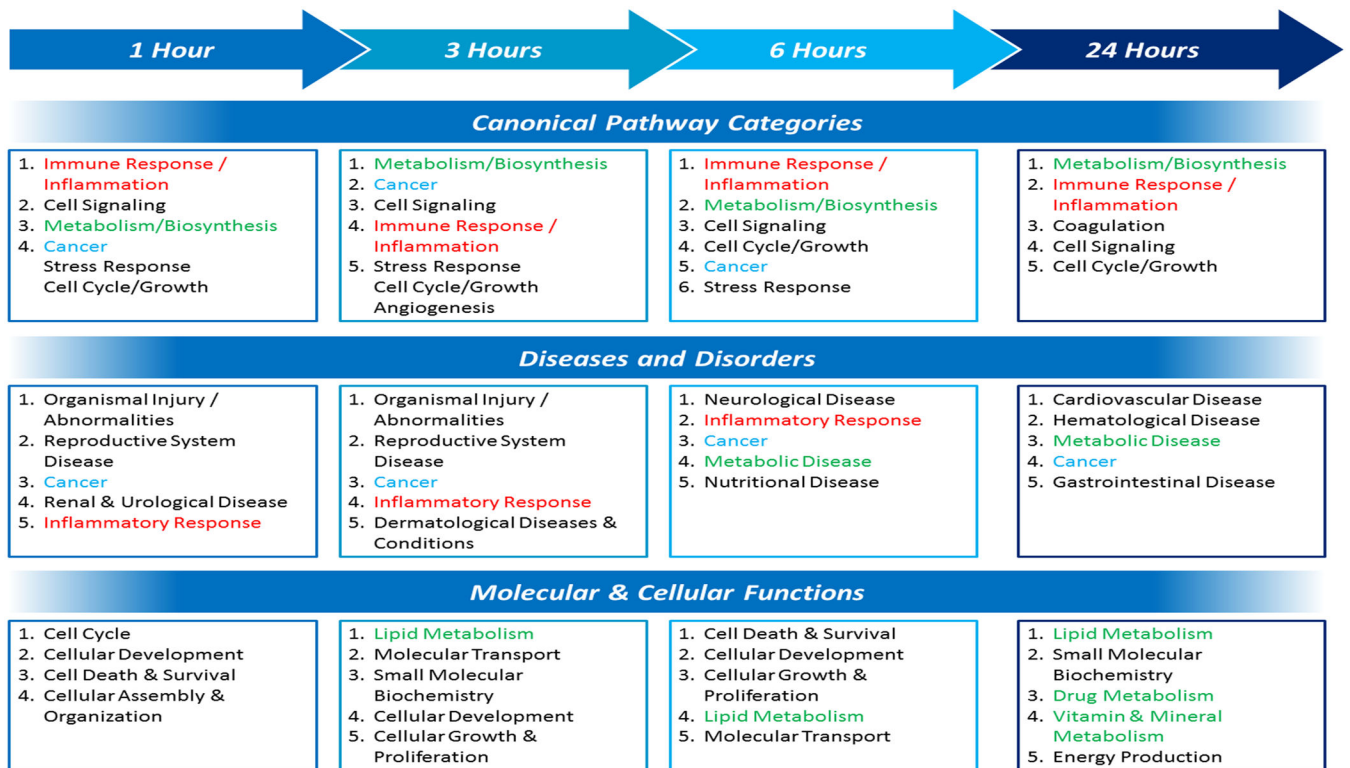 1 Hour
3 Hours
6 Hours
24 Hours
Canonical Pathway Categories
1. Immune Response /
Inflammation
2. Cell Signaling
3. Metabolism/Biosynthesis
4. Cancer
Stress Response
Cell Cycle/Growth
1. Metabolism/Biosynthesis
2. Cancer
3. Cell Signaling
4. Immune Response /
Inflammation
5. Stress Response
Cell Cycle/Growth
Angiogenesis
1. Immune Response /
Inflammation
2. Metabolism/Biosynthesis
3. Cell Signaling
4. Cell Cycle/Growth
5. Cancer
6. Stress Response
1. Metabolism/Biosynthesis
2. Immune Response /
Inflammation
3. Coagulation
4. Cell Signaling
5. Cell Cycle/Growth
Diseases and Disorders
1. Organismal Injury /
Abnormalities
2. Reproductive System
Disease
3. Cancer
4. Renal & Urological Disease
5. Inflammatory Response
1. Organismal Injury /
Abnormalities
2. Reproductive System
Disease
3. Cancer
4. Inflammatory Response
5. Dermatological Diseases &
Conditions
1. Neurological Disease
2. Inflammatory Response
3. Cancer
4. Metabolic Disease
5. Nutritional Disease
1. Cardiovascular Disease
2. Hematological Disease
3. Metabolic Disease
4. Cancer
5. Gastrointestinal Disease
Molecular & Cellular Functions
1. Cell Cycle
2. Cellular Development
3. Cell Death & Survival
4. Cellular Assembly &
Organization
1. Lipid Metabolism
2. Molecular Transport
3. Small Molecular
Biochemistry
4. Cellular Development
5. Cellular Growth &
Proliferation
1. Cell Death & Survival
2. Cellular Development
3. Cellular Growth &
Proliferation
4. Lipid Metabolism
5. Molecular Transport
1. Lipid Metabolism
2. Small Molecular
Biochemistry
3. Drug Metabolism
4. Vitamin & Mineral
Metabolism
5. Energy Production